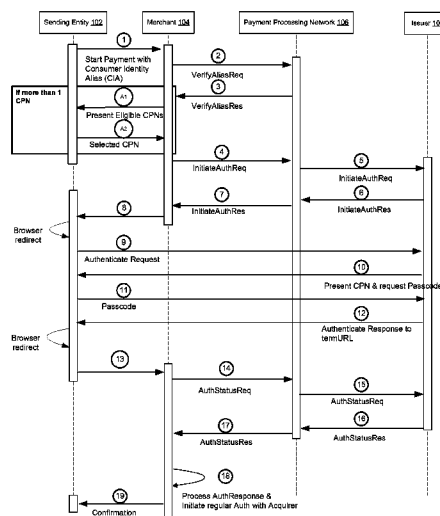 Sending Entity 102
Merchant 104
Payment Processing Network 106
Issuer 10
1
Start Payment with
Consumer Identity
Alias (CIA)
2
VerifyAliasReq
3
VerifyAliasRes
If more than 1
CPN
A1
Present Eligible CPNs
A2
Selected CPN
4
InitiateAuthReq
5
InitiateAuthReq
6
InitiateAuthRes
7
InitiateAuthRes
8
Browser
redirect
9
Authenticate Request
10
Present CPN & request Passcode
11
Passcode
12
Authenticate Response to
termURL
Browser
redirect
13
14
AuthStatusReq
15
AuthStatusReq
16
AuthStatusRes
17
AuthStatusRes
18
Process AuthResponse &
Initiate regular Auth with Acquirer
19
Confirmation